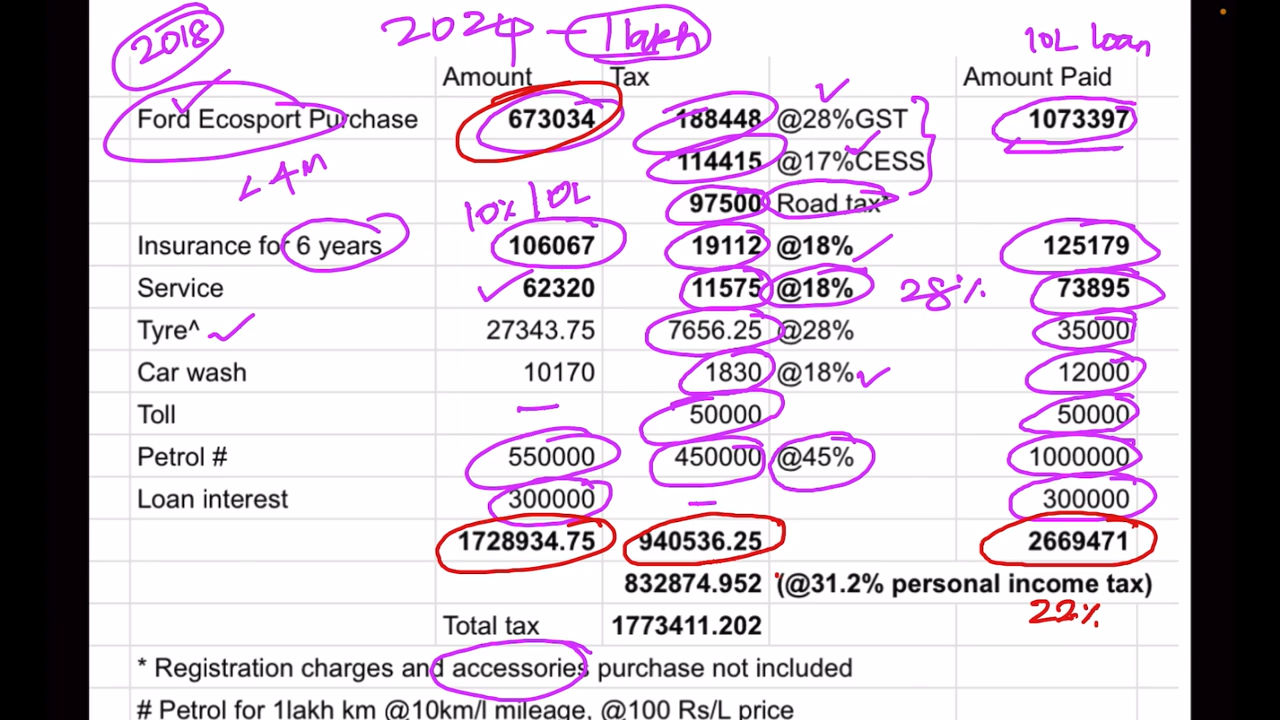 2018 2024 - 1 lakh 10L loan
Amount Tax Amount Paid
Ford Ecosport Purchase 673034 188448 @28%GST 1073397
< 4m 114415 @17%CESS
10% 10L 97500 Road tax*
Insurance for 6 years 106067 19112 @18% 125179
Service 62320 11575 @18% 28% 73895
Tyre^ 27343.75 7656.25 @28% 35000
Car wash 10170 1830 @18% 12000
Toll — 50000 50000
Petrol # 550000 450000 @45% 1000000
Loan interest 300000 — 300000
1728934.75 940536.25 2669471
832874.952 (@31.2% personal income tax)
22%
Total tax 1773411.202
* Registration charges and accessories purchase not included
# Petrol for 1lakh km @10km/l mileage, @100 Rs/L price